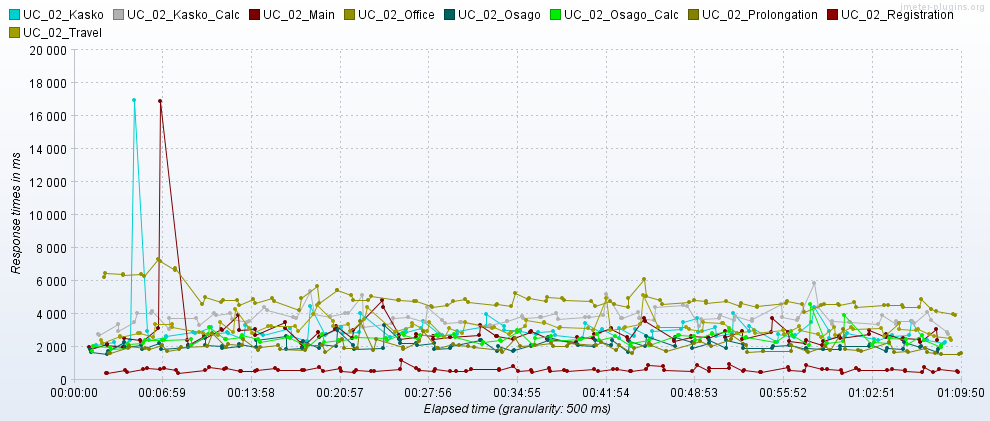 UC_02_Kasko UC_02_Kasko_Calc UC_02_Main UC_02_Office UC_02_Osago UC_02_Osago_Calc UC_02_Prolongation UC_02_Registration
jmeter-plugins.org
UC_02_Travel
20 000
18 000
16 000
14 000
12 000
10 000
8 000
6 000
4 000
2 000
0
Response times in ms
00:00:00 00:06:59 00:13:58 00:20:57 00:27:56 00:34:55 00:41:54 00:48:53 00:55:52 01:02:51 01:09:50
Elapsed time (granularity: 500 ms)